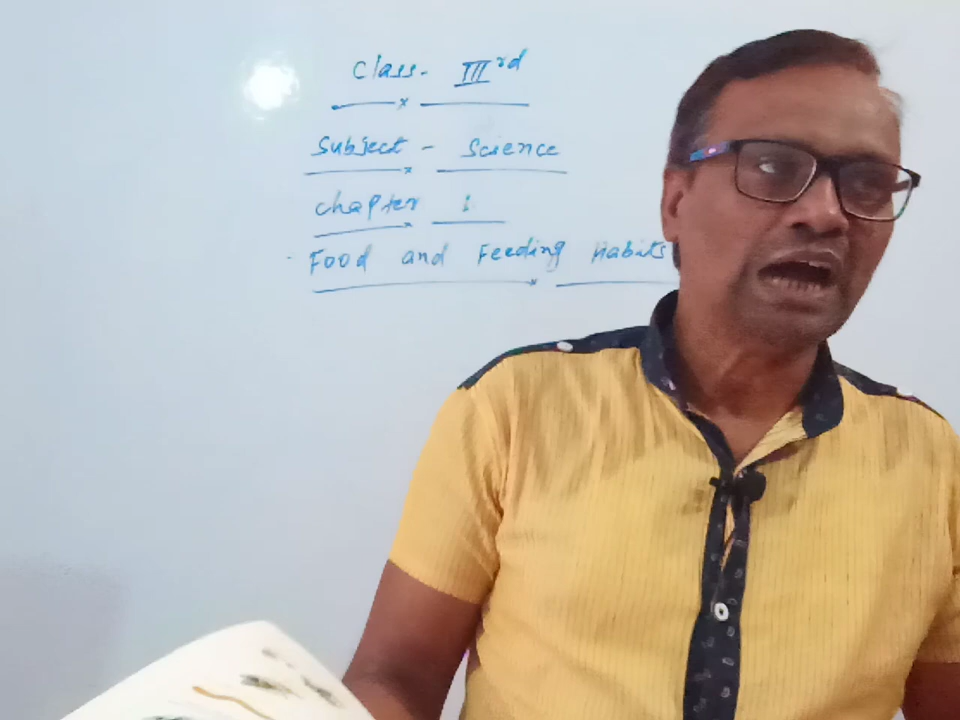 Class- IIIrd
Subject - Science
Chapter 1
Food and Feeding Habits